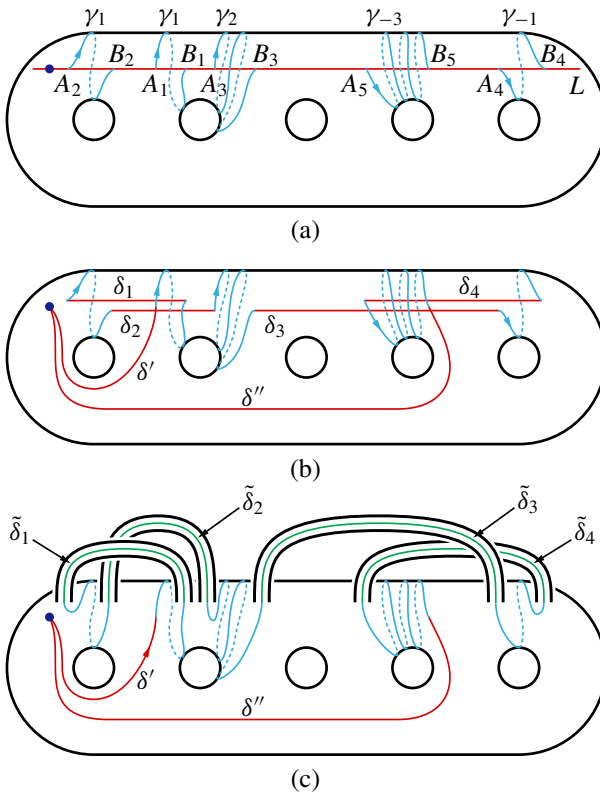 γ₁ γ₁ γ₂ γ₋₃ γ₋₁
B₂ B₁ B₃ B₅ B₄
A₂ A₁ A₃ A₅ A₄ L
(a)
δ₁ δ₄
δ₂ δ₃
δ′
δ″
(b)
δ̃₁ δ̃₂ δ̃₃ δ̃₄
δ′
δ″
(c)